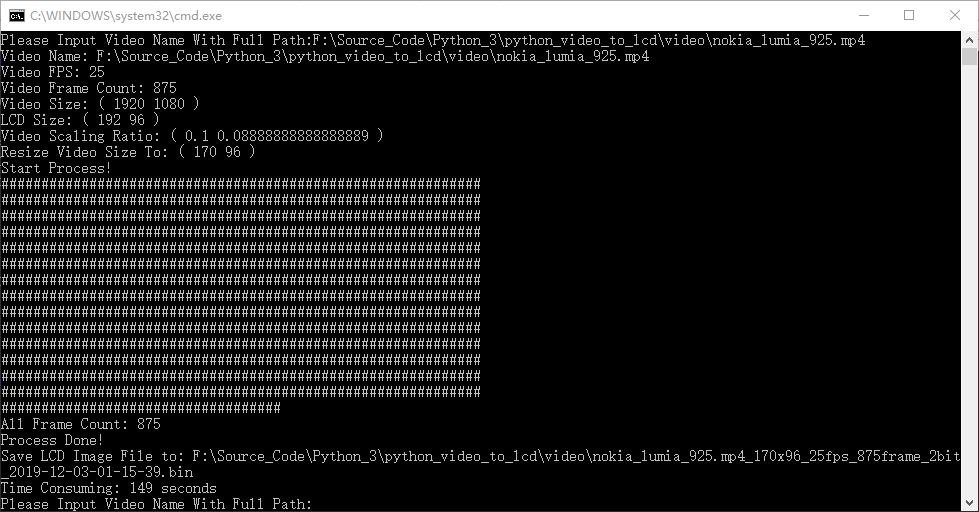 C:\WINDOWS\system32\cmd.exe
Please Input Video Name With Full Path:F:\Source_Code\Python_3\python_video_to_lcd\video\nokia_lumia_925.mp4
Video Name: F:\Source_Code\Python_3\python_video_to_lcd\video\nokia_lumia_925.mp4
Video FPS: 25
Video Frame Count: 875
Video Size: ( 1920 1080 )
LCD Size: ( 192 96 )
Video Scaling Ratio: ( 0.1 0.08888888888888889 )
Resize Video Size To: ( 170 96 )
Start Process!
############################################################
############################################################
############################################################
############################################################
############################################################
############################################################
############################################################
############################################################
############################################################
############################################################
############################################################
############################################################
############################################################
############################################################
###################################
All Frame Count: 875
Process Done!
Save LCD Image File to: F:\Source_Code\Python_3\python_video_to_lcd\video\nokia_lumia_925.mp4_170x96_25fps_875frame_2bit
_2019-12-03-01-15-39.bin
Time Consuming: 149 seconds
Please Input Video Name With Full Path: